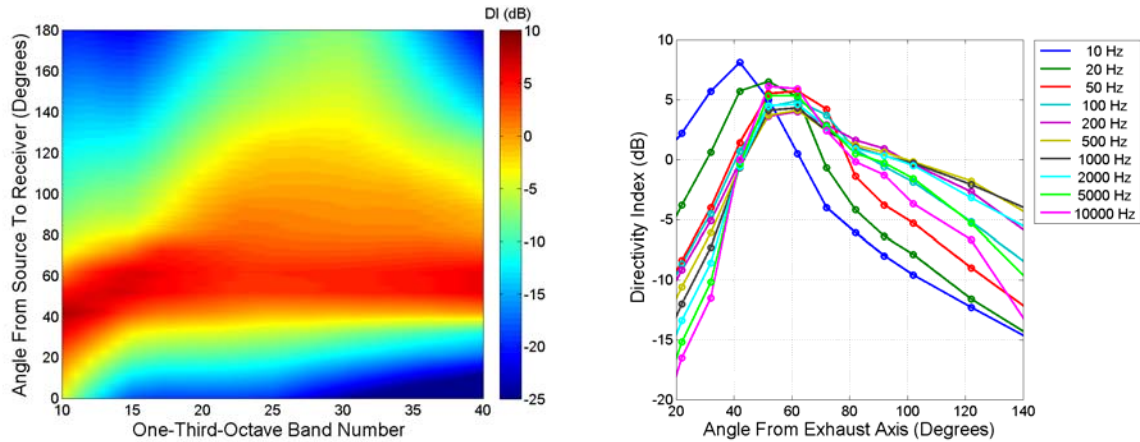 DI (dB)
180
160
140
120
100
80
60
40
20
0
Angle From Source To Receiver (Degrees)
10 15 20 25 30 35 40
One-Third-Octave Band Number
10
5
0
-5
-10
-15
-20
-25
10
5
0
-5
-10
-15
-20
Directivity Index (dB)
20 40 60 80 100 120 140
Angle From Exhaust Axis (Degrees)
10 Hz
20 Hz
50 Hz
100 Hz
200 Hz
500 Hz
1000 Hz
2000 Hz
5000 Hz
10000 Hz